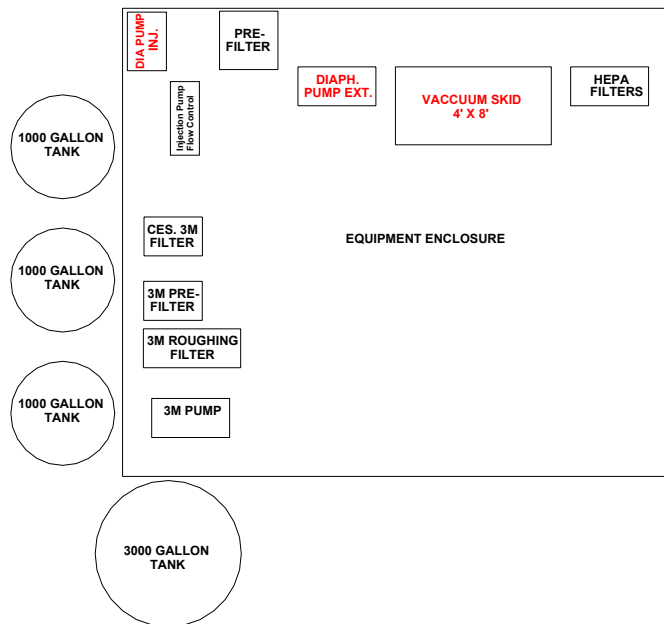 DIA PUMP
INJ.
PRE-
FILTER
DIAPH.
PUMP EXT.
VACCUUM SKID
4' X 8'
HEPA
FILTERS
Injection Pump
Flow Control
1000 GALLON
TANK
CES. 3M
FILTER
EQUIPMENT ENCLOSURE
1000 GALLON
TANK
3M PRE-
FILTER
3M ROUGHING
FILTER
1000 GALLON
TANK
3M PUMP
3000 GALLON
TANK